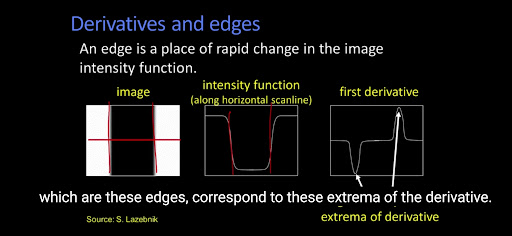 Derivatives and edges
An edge is a place of rapid change in the image
intensity function.
image
intensity function
(along horizontal scanline)
first derivative
which are these edges, correspond to these extrema of the derivative.
Source: S. Lazebnik
extrema of derivative